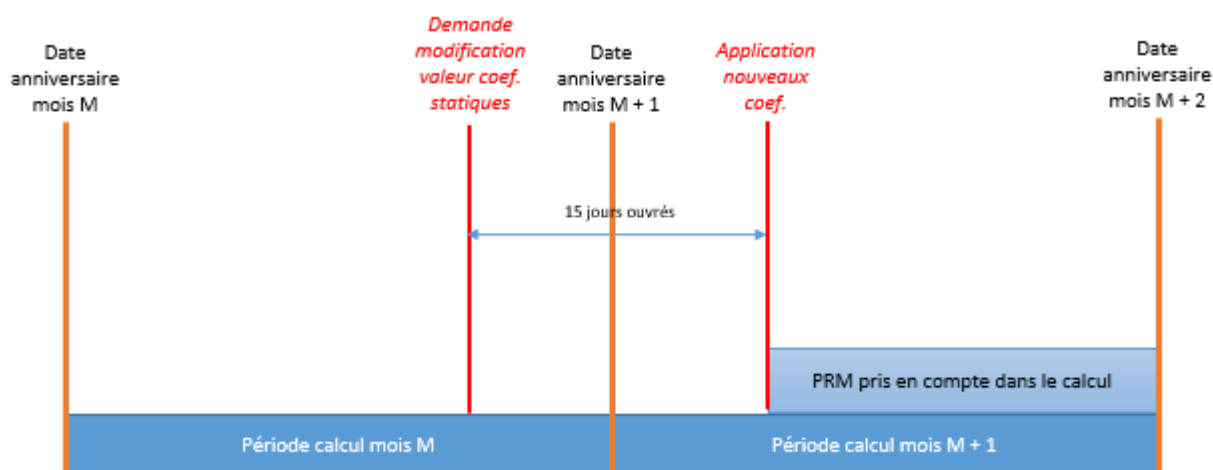 Date
anniversaire
mois M
Demande
modification
valeur coef.
statiques
Date
anniversaire
mois M + 1
Application
nouveaux
coef.
Date
anniversaire
mois M + 2
15 jours ouvrés
PRM pris en compte dans le calcul
Période calcul mois M
Période calcul mois M + 1